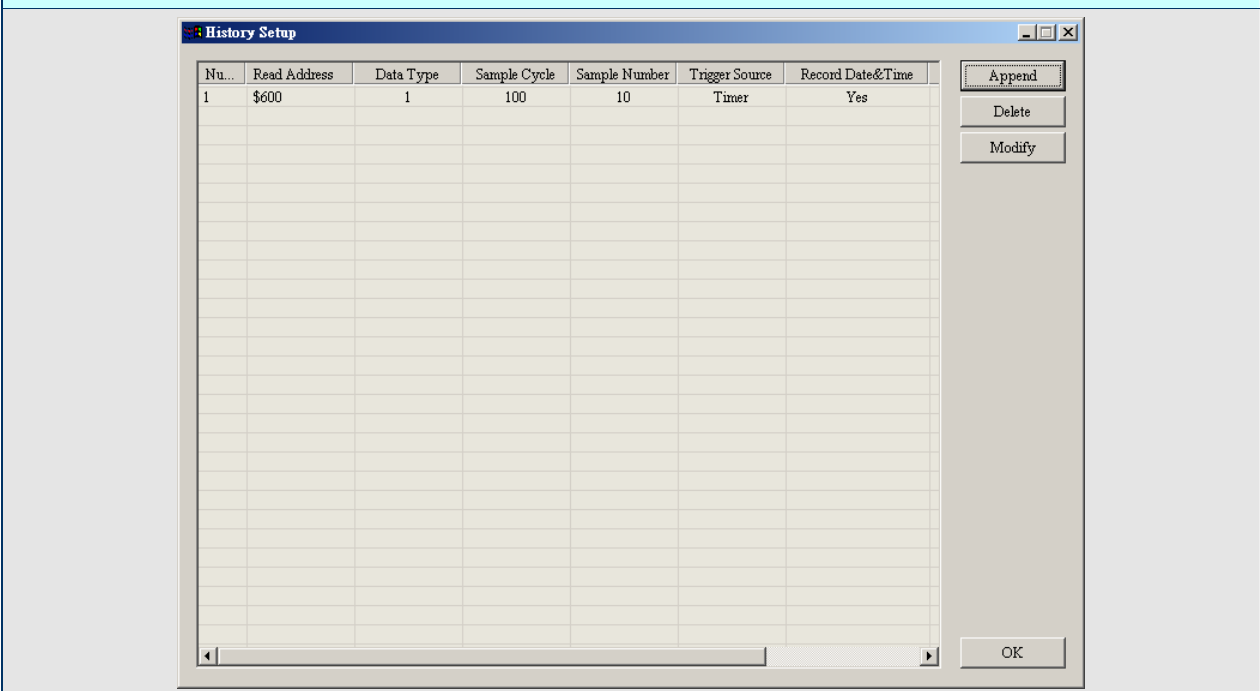 History Setup
Nu... Read Address Data Type Sample Cycle Sample Number Trigger Source Record Date&Time
1 $600 1 100 10 Timer Yes
Append
Delete
Modify
OK